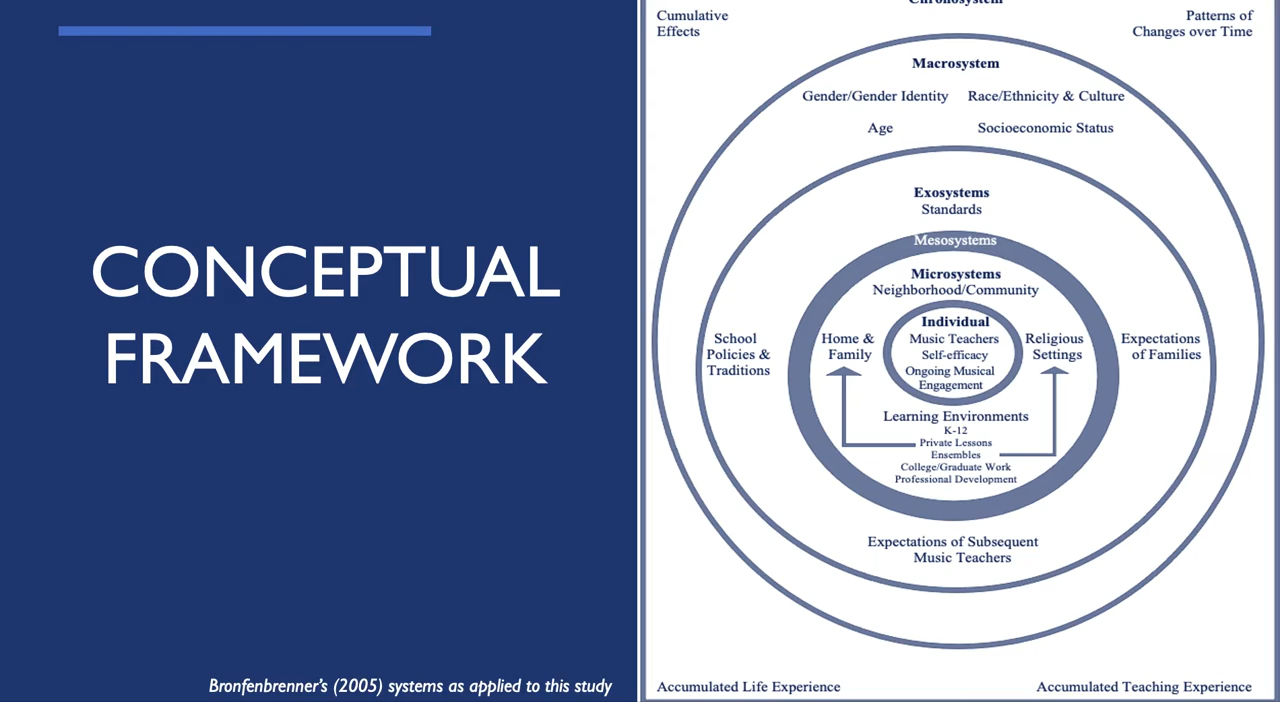 CONCEPTUAL
FRAMEWORK
Bronfenbrenner's (2005) systems as applied to this study
Chronosystem
Cumulative
Effects
Patterns of
Changes over Time
Macrosystem
Gender/Gender Identity
Race/Ethnicity & Culture
Age
Socioeconomic Status
Exosystems
Standards
Mesosystems
Microsystems
Neighborhood/Community
Individual
Music Teachers
Self-efficacy
Ongoing Musical
Engagement
School
Policies &
Traditions
Home &
Family
Religious
Settings
Expectations
of Families
Learning Environments
K-12
Private Lessons
Ensembles
College/Graduate Work
Professional Development
Expectations of Subsequent
Music Teachers
Accumulated Life Experience
Accumulated Teaching Experience